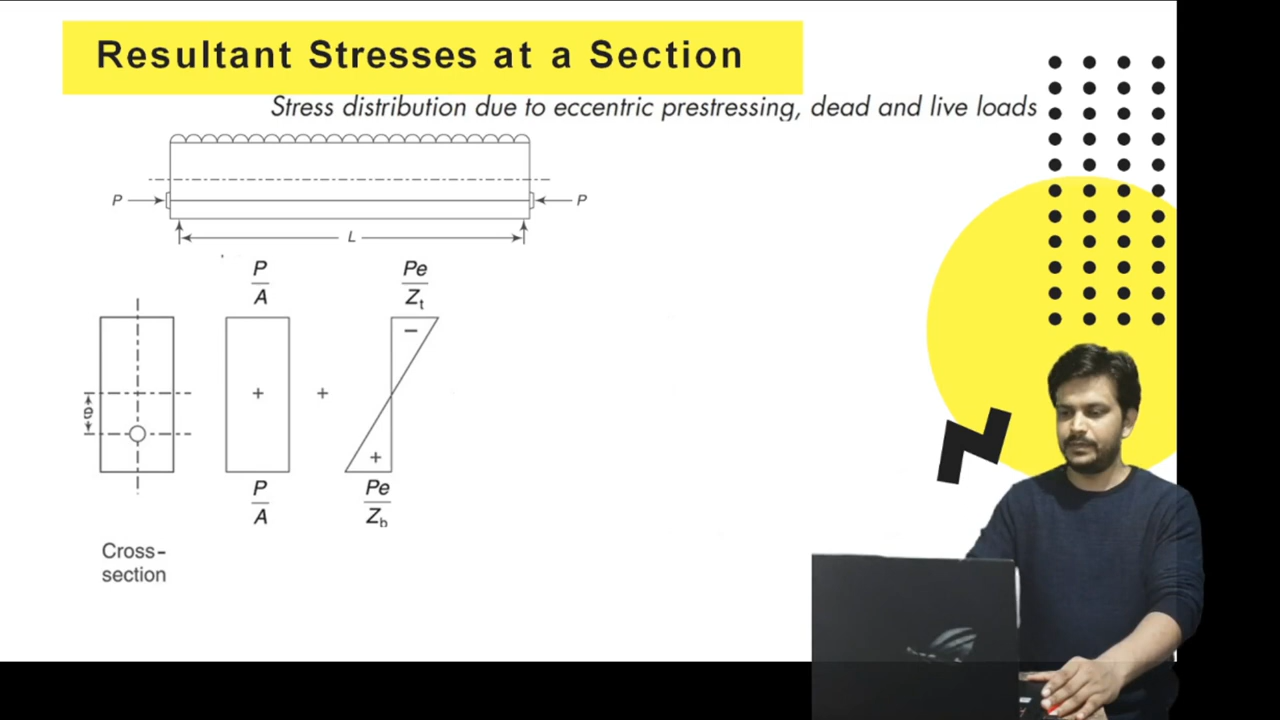 Resultant Stresses at a Section
Stress distribution due to eccentric prestressing, dead and live loads
P
P
L
P
A
Pe
Zt
e
+
+
−
+
P
A
Pe
Zb
Cross-
section